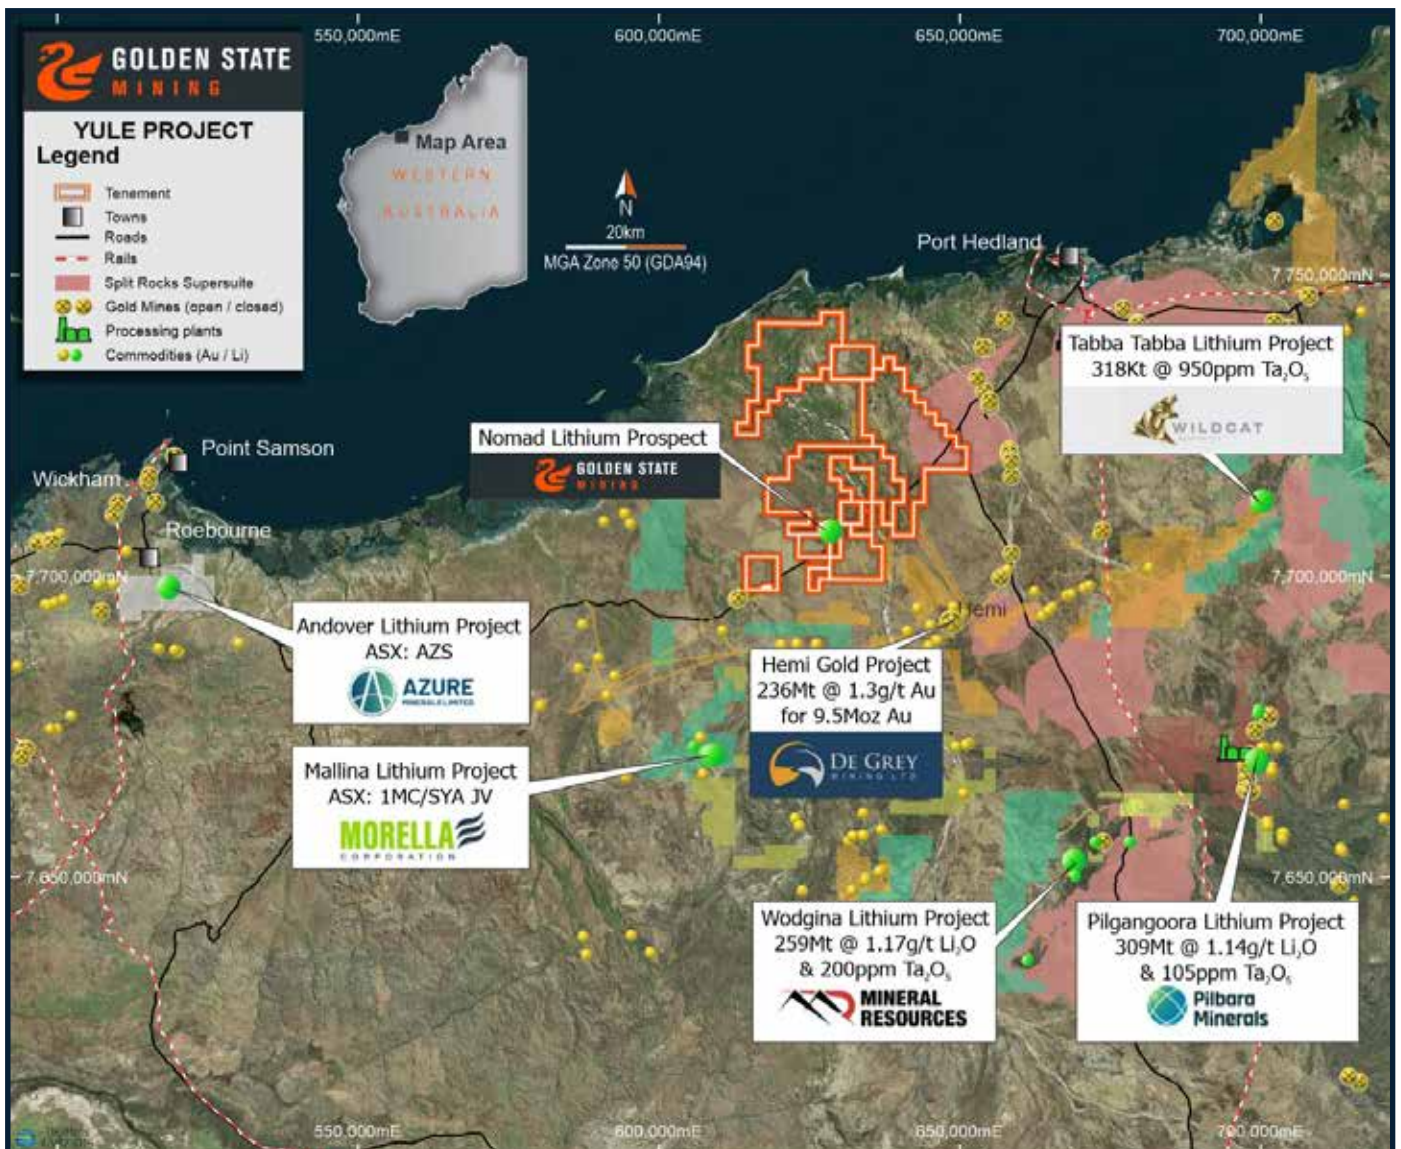 550,000mE
600,000mE
650,000mE
700,000mE
GOLDEN STATE
MINING
YULE PROJECT
Legend
Tenement
Towns
Roads
Rails
Split Rocks Supersuite
Gold Mines (open / closed)
Processing plants
Commodities (Au / Li)
Map Area
WESTERN
AUSTRALIA
N
20km
MGA Zone 50 (GDA94)
Port Hedland
7,750,000mN
Tabba Tabba Lithium Project
318Kt @ 950ppm Ta₂O₅
WILDCAT
Nomad Lithium Prospect
GOLDEN STATE
MINING
Point Samson
Wickham
Roebourne
7,700,000mN
7,700,000mN
Hemi
Andover Lithium Project
ASX: AZS
AZURE
MINERALS LIMITED
Hemi Gold Project
236Mt @ 1.3g/t Au
for 9.5Moz Au
DE GREY
MINING LTD
Mallina Lithium Project
ASX: 1MC/SYA JV
MORELLA
CORPORATION
7,650,000mN
7,650,000mN
Wodgina Lithium Project
259Mt @ 1.17g/t Li₂O
& 200ppm Ta₂O₅
MINERAL
RESOURCES
Pilgangoora Lithium Project
309Mt @ 1.14g/t Li₂O
& 105ppm Ta₂O₅
Pilbara
Minerals
550,000mE
600,000mE
650,000mE
700,000mE